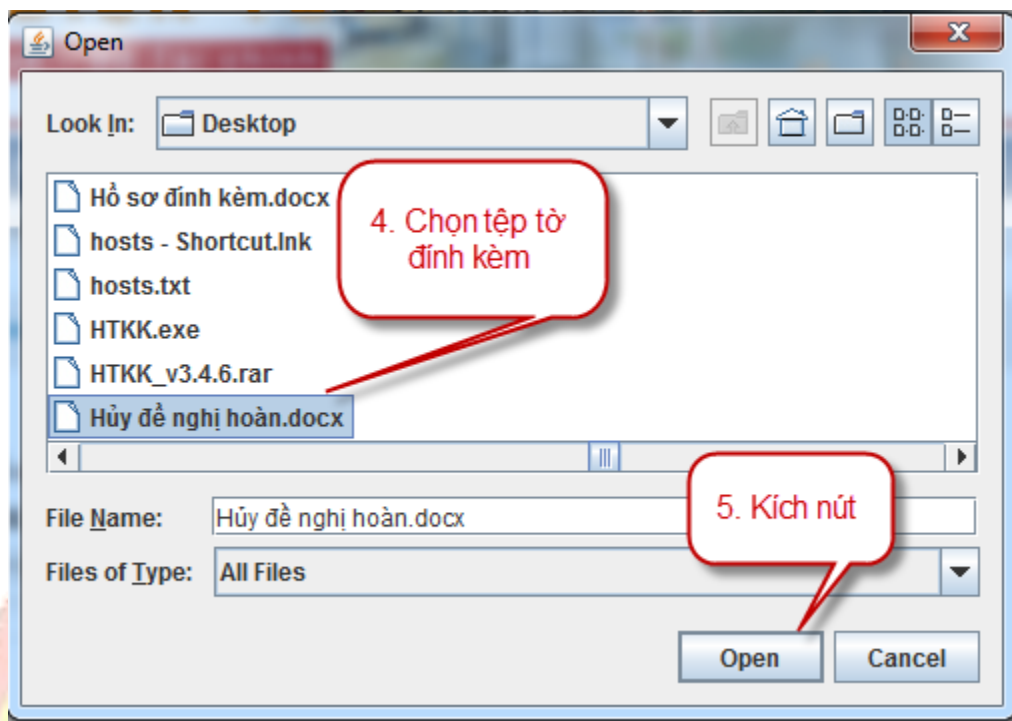 Open
Look In: Desktop
Hồ sơ đính kèm.docx
hosts - Shortcut.lnk
hosts.txt
HTKK.exe
HTKK_v3.4.6.rar
Hủy đề nghị hoàn.docx
4. Chọn tệp tờ
đính kèm
File Name: Hủy đề nghị hoàn.docx
5. Kích nút
Files of Type: All Files
Open Cancel